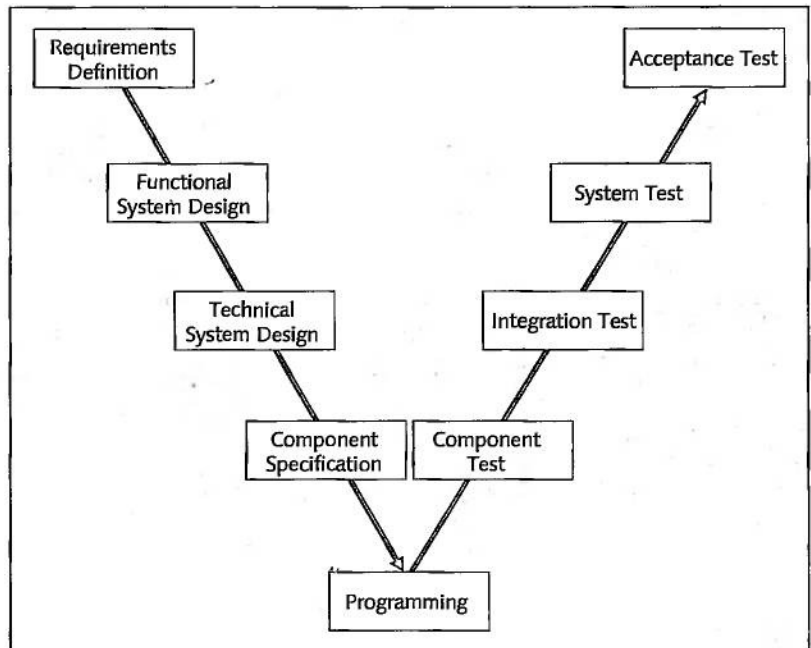 Requirements
Definition
Acceptance Test
Functional
System Design
System Test
Technical
System Design
Integration Test
Component
Specification
Component
Test
Programming